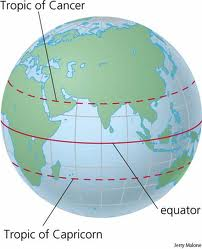 Tropic of Cancer
equator
Tropic of Capricorn
Jerry Malone